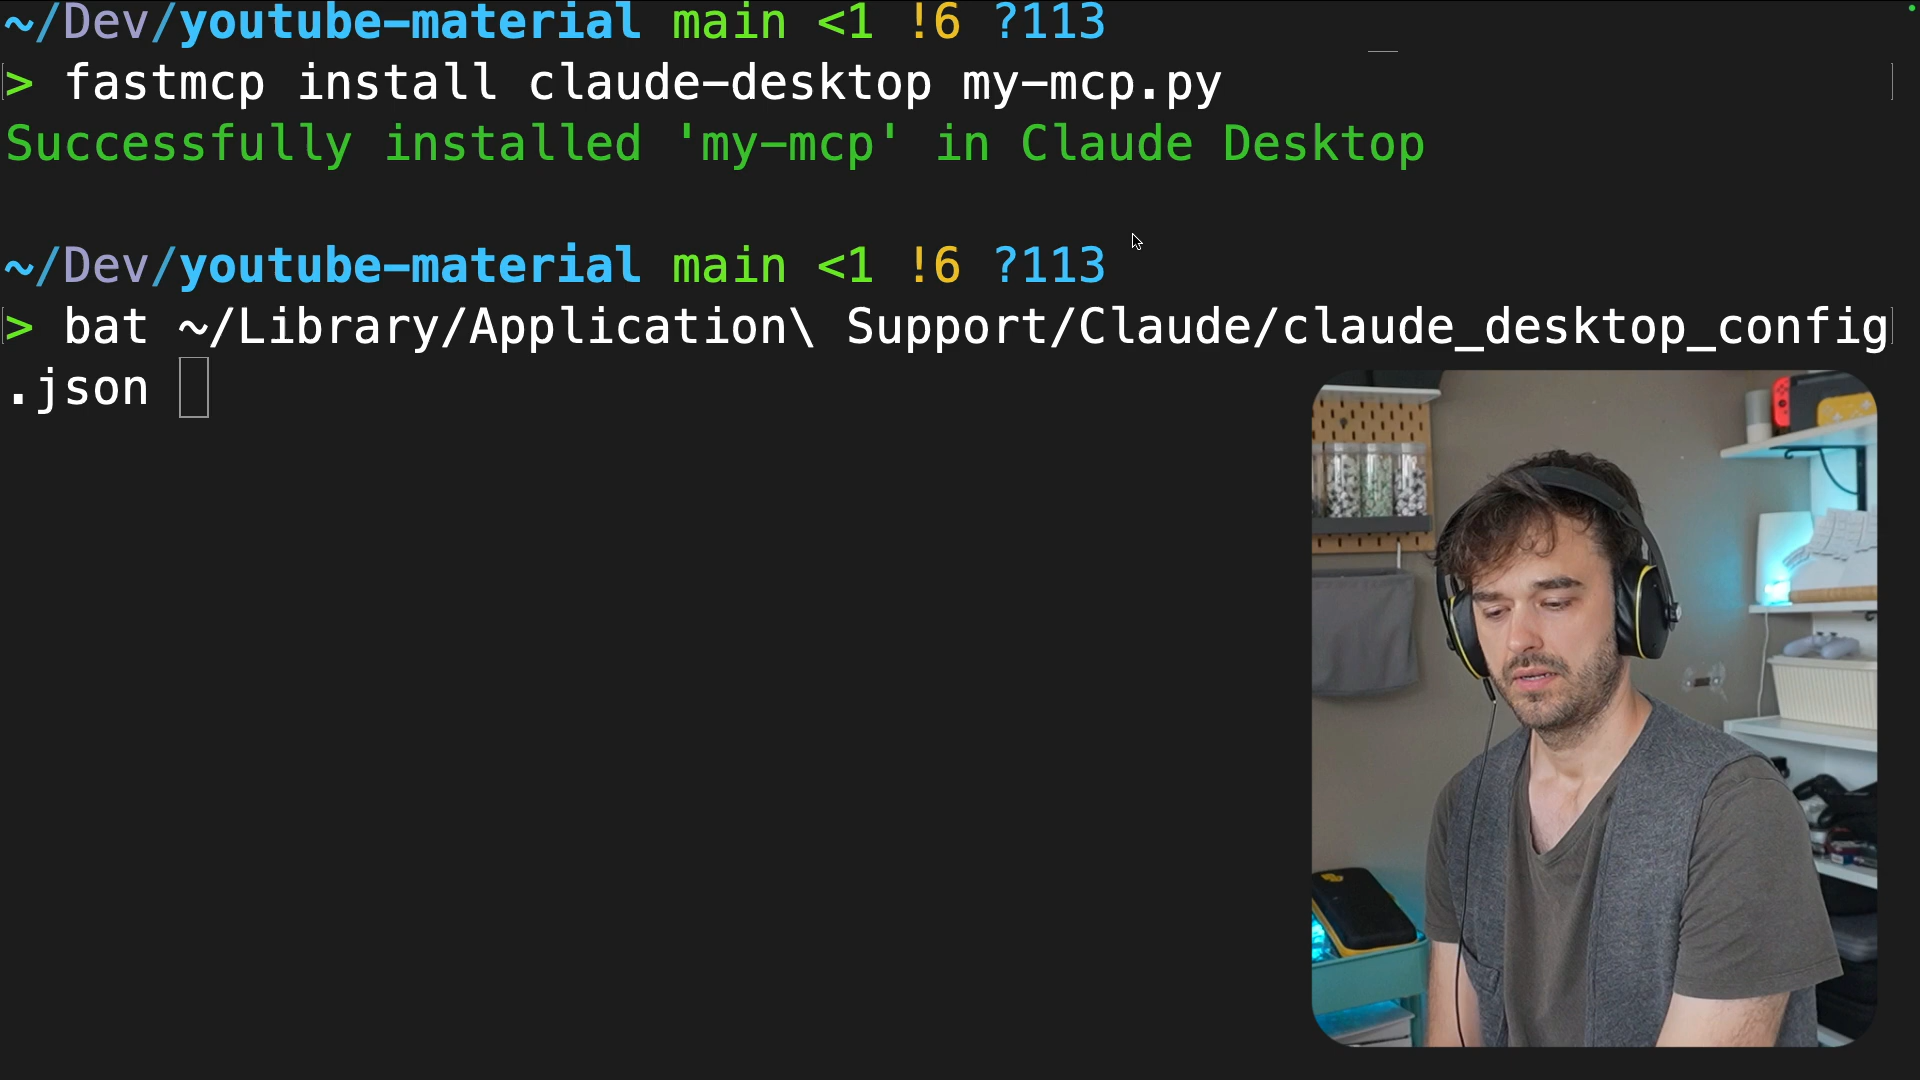 ~/Dev/youtube-material main <1 !6 ?113
> fastmcp install claude-desktop my-mcp.py
Successfully installed 'my-mcp' in Claude Desktop
~/Dev/youtube-material main <1 !6 ?113
> bat ~/Library/Application\ Support/Claude/claude_desktop_config
.json